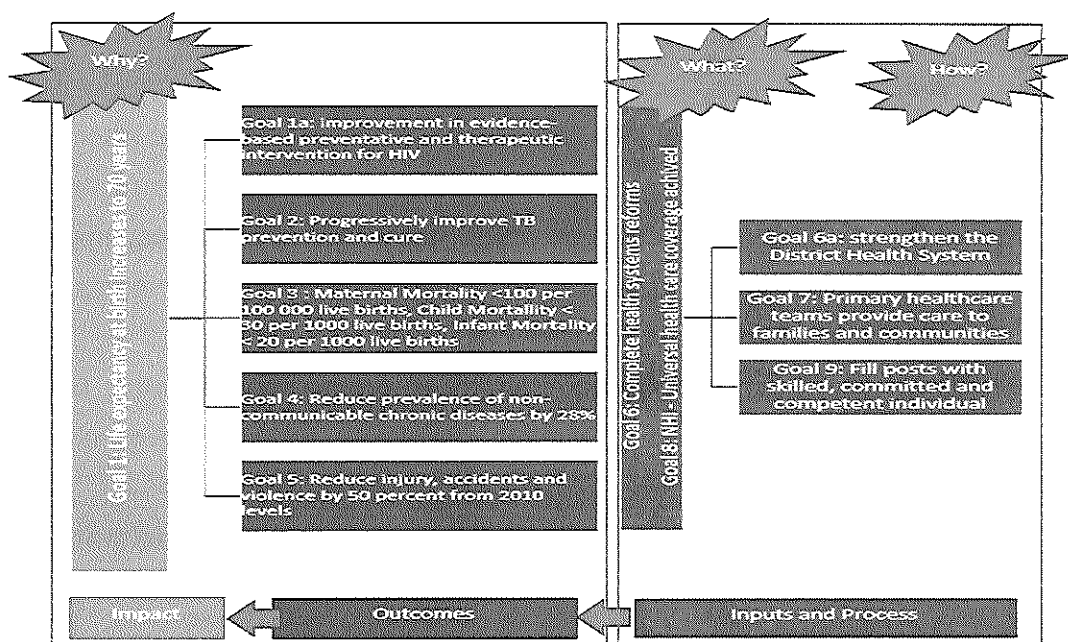 Why?
What?
How?
Goal 1: Life expectancy at birth increase to 70 years
Goal 1a: improvement in evidence-
based preventative and therapeutic
intervention for HIV
Goal 2: Progressively improve TB
prevention and cure
Goal 3 : Maternal Mortality <100 per
100 000 live births, Child Mortality <
30 per 1000 live births, Infant Mortality
< 20 per 1000 live births
Goal 4: Reduce prevalence of non-
communicable chronic diseases by 28%
Goal 5: Reduce injury, accidents and
violence by 50 percent from 2010
levels
Goal 6: Complete health systems reforms
Goal 8: NHI - Universal health care coverage achived
Goal 6a: strengthen the
District Health System
Goal 7: Primary healthcare
teams provide care to
families and communities
Goal 9: Fill posts with
skilled, committed and
competent individual
Impact
Outcomes
Inputs and Process